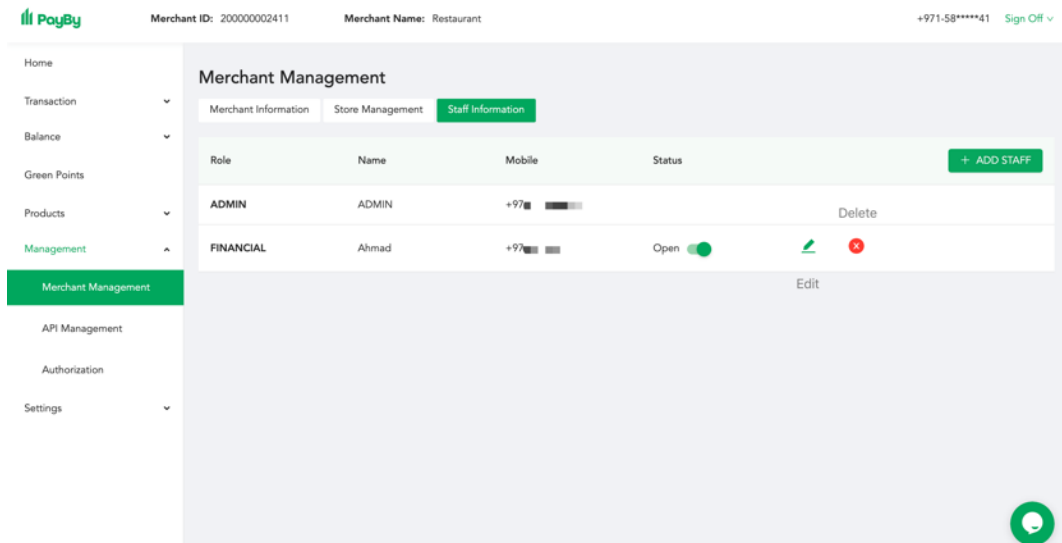 PayBy Merchant ID: 200000002411 Merchant Name: Restaurant +971-58*****41 Sign Off
Home
Transaction
Balance
Green Points
Products
Management
Merchant Management
API Management
Authorization
Settings
Merchant Management
Merchant Information Store Management Staff Information
Role Name Mobile Status + ADD STAFF
ADMIN ADMIN +97
Delete
FINANCIAL Ahmad +97 Open
Edit